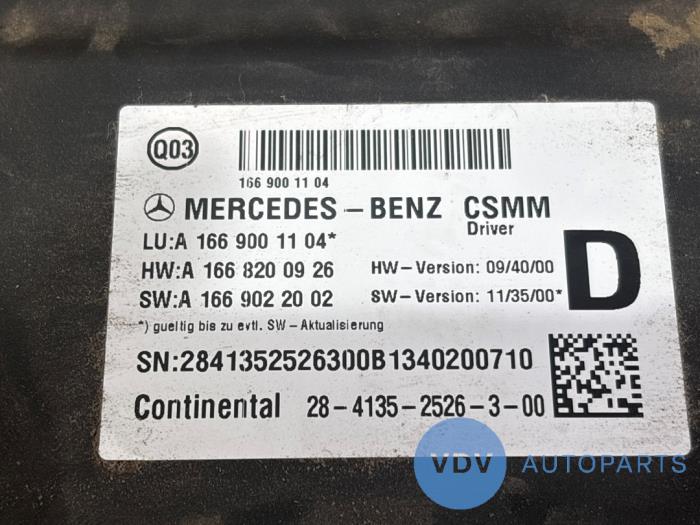 Q03
166 900 11 04
MERCEDES-BENZ CSMM
Driver
LU:A 166 900 11 04*
HW:A 166 820 09 26 HW-Version: 09/40/00
SW:A 166 902 20 02 SW-Version: 11/35/00*
D
*) gueltig bis zu evtl. SW-Aktualisierung
SN:2841352526300B1340200710
Continental 28-4135-2526-3-00
VDV AUTOPARTS